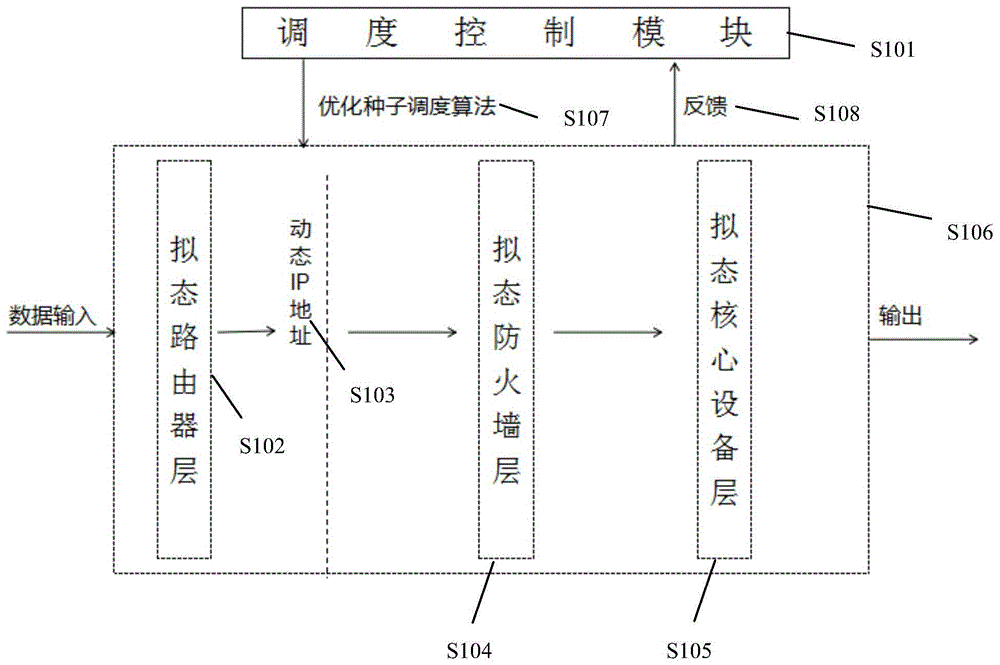 调度控制模块
S101
优化种子调度算法
S107
反馈
S108
S106
数据输入
拟态路由器层
S102
动态IP地址
S103
拟态防火墙层
S104
拟态核心设备层
S105
输出